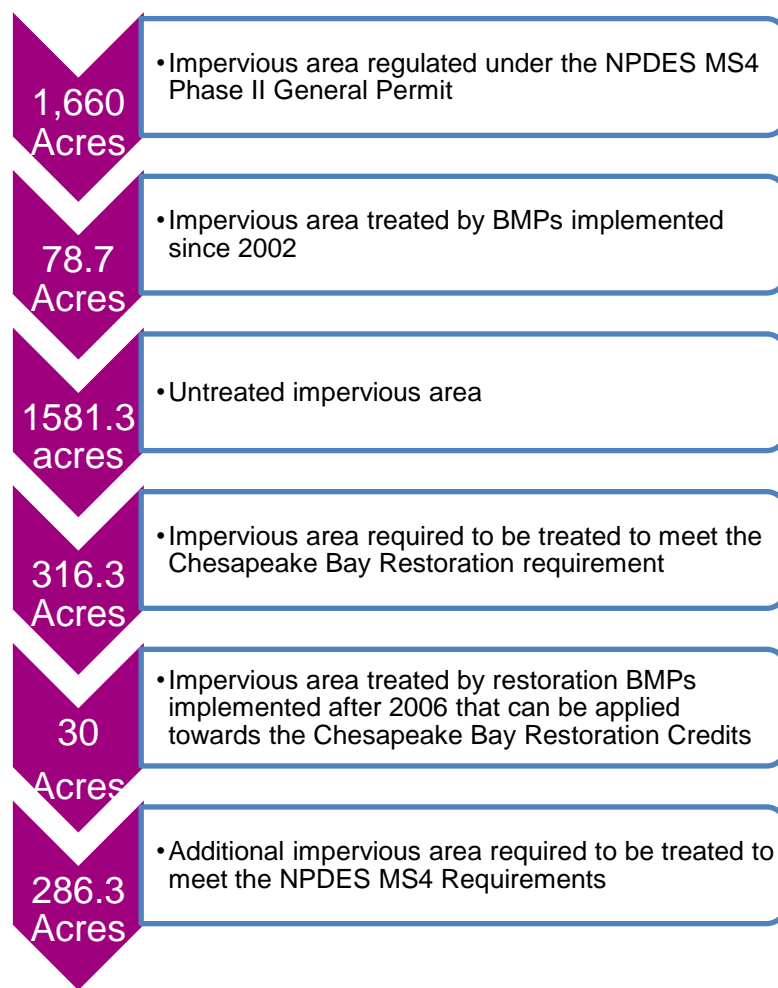 1,660
Acres
•Impervious area regulated under the NPDES MS4
Phase II General Permit
78.7
Acres
•Impervious area treated by BMPs implemented
since 2002
1581.3
acres
•Untreated impervious area
316.3
Acres
•Impervious area required to be treated to meet the
Chesapeake Bay Restoration requirement
30
Acres
•Impervious area treated by restoration BMPs
implemented after 2006 that can be applied
towards the Chesapeake Bay Restoration Credits
286.3
Acres
•Additional impervious area required to be treated to
meet the NPDES MS4 Requirements